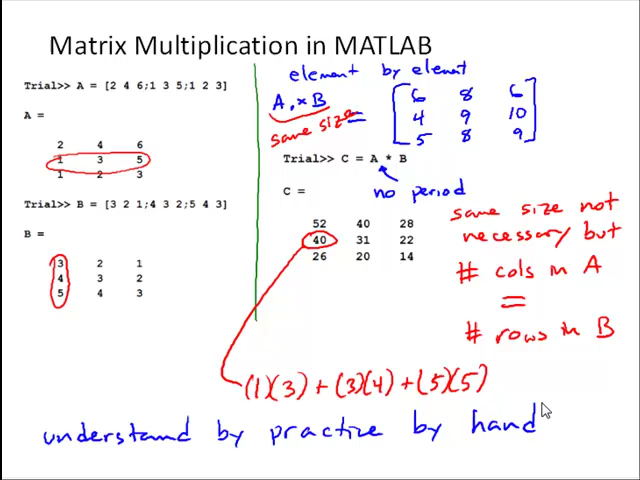 Matrix Multiplication in MATLAB
Trial>> A = [2 4 6;1 3 5;1 2 3]
A =
2 4 6
1 3 5
1 2 3
Trial>> B = [3 2 1;4 3 2;5 4 3]
B =
3 2 1
4 3 2
5 4 3
element by element
A .* B =
same size
6 8 6
4 9 10
5 8 9
Trial>> C = A * B
no period
C =
52 40 28
40 31 22
26 20 14
same size not
necessary but
# cols in A
=
# rows in B
(1)(3) + (3)(4) + (5)(5)
understand by practive by hand